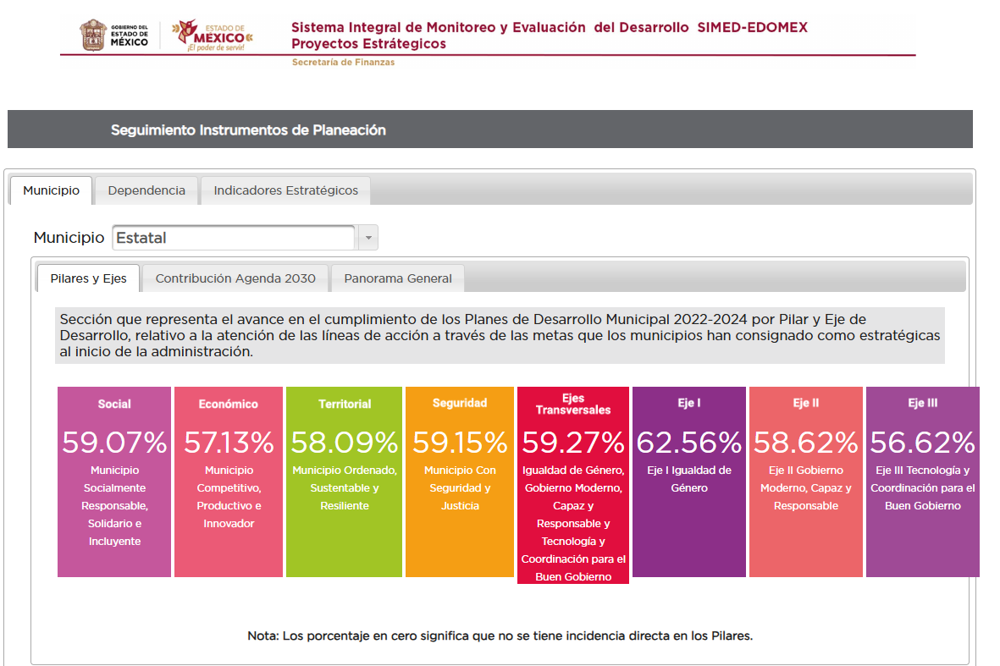 GOBIERNO DEL
ESTADO DE
MÉXICO
ESTADO DE
MÉXICO
¡El poder de servir!
Sistema Integral de Monitoreo y Evaluación del Desarrollo SIMED-EDOMEX
Proyectos Estrátegicos
Secretaría de Finanzas
Seguimiento Instrumentos de Planeación
Municipio Dependencia Indicadores Estratégicos
Municipio Estatal
Pilares y Ejes Contribución Agenda 2030 Panorama General
Sección que representa el avance en el cumplimiento de los Planes de Desarrollo Municipal 2022-2024 por Pilar y Eje de
Desarrollo, relativo a la atención de las líneas de acción a través de las metas que los municipios han consignado como estratégicas
al inicio de la administración.
Social
59.07%
Municipio
Socialmente
Responsable,
Solidario e
Incluyente
Económico
57.13%
Municipio
Competitivo,
Productivo e
Innovador
Territorial
58.09%
Municipio Ordenado,
Sustentable y
Resiliente
Seguridad
59.15%
Municipio Con
Seguridad y
Justicia
Ejes
Transversales
59.27%
Igualdad de Género,
Gobierno Moderno,
Capaz y
Responsable y
Tecnología y
Coordinación para el
Buen Gobierno
Eje I
62.56%
Eje I Igualdad de
Género
Eje II
58.62%
Eje II Gobierno
Moderno, Capaz y
Responsable
Eje III
56.62%
Eje III Tecnología y
Coordinación para el
Buen Gobierno
Nota: Los porcentaje en cero significa que no se tiene incidencia directa en los Pilares.